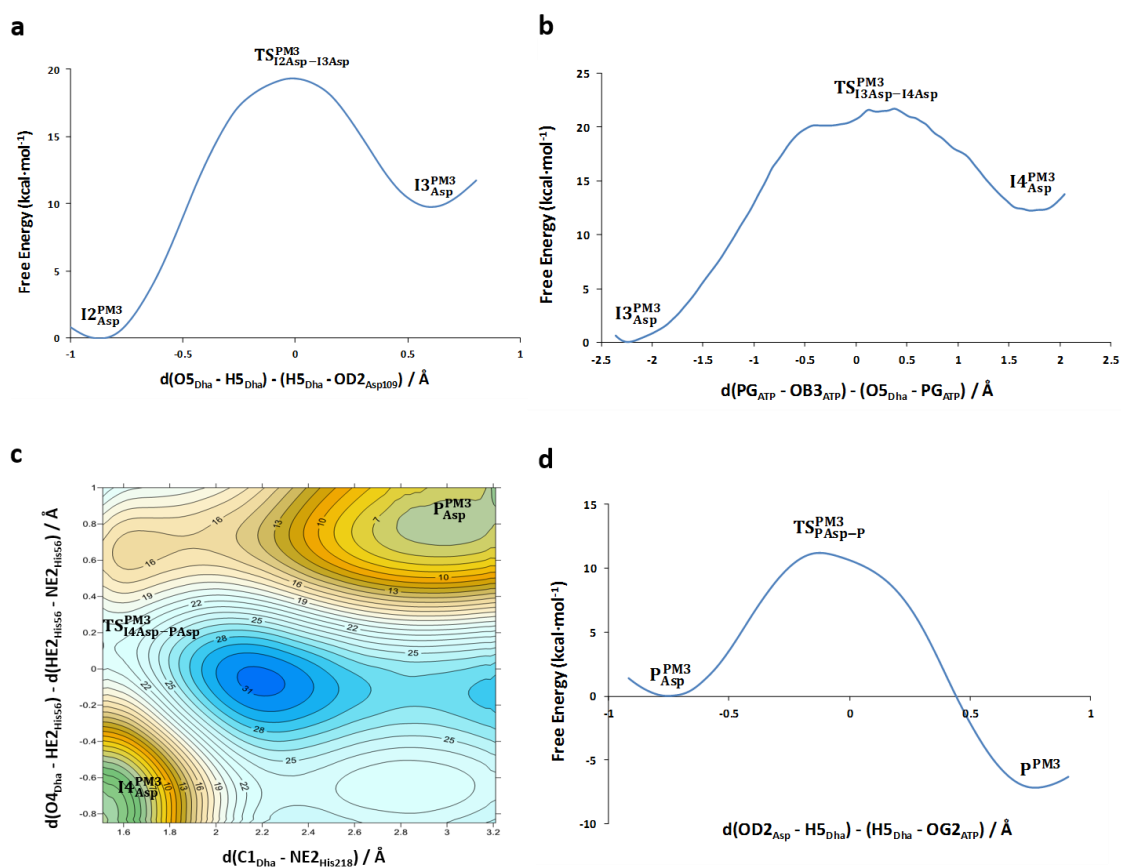 a
TS^PM3_I2Asp−I3Asp
20
15
10
5
0
Free Energy (kcal·mol⁻¹)
I2^PM3_Asp
I3^PM3_Asp
-1 -0.5 0 0.5 1
d(O5_Dha - H5_Dha) - (H5_Dha - OD2_Asp109) / Å
b
TS^PM3_I3Asp−I4Asp
25
20
15
10
5
0
Free Energy (kcal·mol⁻¹)
I3^PM3_Asp
I4^PM3_Asp
-2.5 -2 -1.5 -1 -0.5 0 0.5 1 1.5 2 2.5
d(PG_ATP - OB3_ATP) - (O5_Dha - PG_ATP) / Å
c
d(O4_Dha - HE2_His56) - d(HE2_His56 - NE2_His56) / Å
1
0.8
0.6
0.4
0.2
0
-0.2
-0.4
-0.6
-0.8
P^PM3_Asp
TS^PM3_I4Asp−PAsp
I4^PM3_Asp
16 13 10 7
16
10
13
16
19
19
22
22
25
28
25
22
25
31
28
25
25
22
10 13 16 19 22
1.6 1.8 2 2.2 2.4 2.6 2.8 3 3.2
d(C1_Dha - NE2_His218) / Å
d
15
10
5
0
-5
-10
Free Energy (kcal·mol⁻¹)
TS^PM3_PAsp−P
P^PM3_Asp
P^PM3
-1 -0.5 0 0.5 1
d(OD2_Asp - H5_Dha) - (H5_Dha - OG2_ATP) / Å